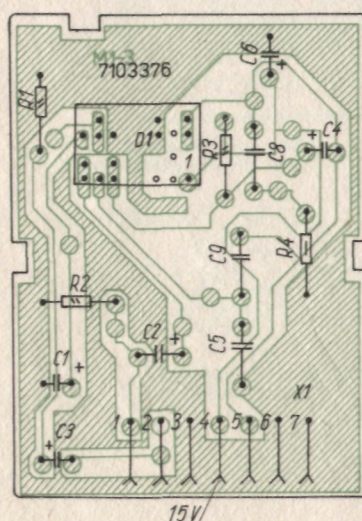 M1-3
7103376
C6
R1
+
D1
+
C4
1
R3
C8
C9
R4
R2
C2
+
C5
C1
+
X1
1 2 3 4 5 6 7
+
C3
15V